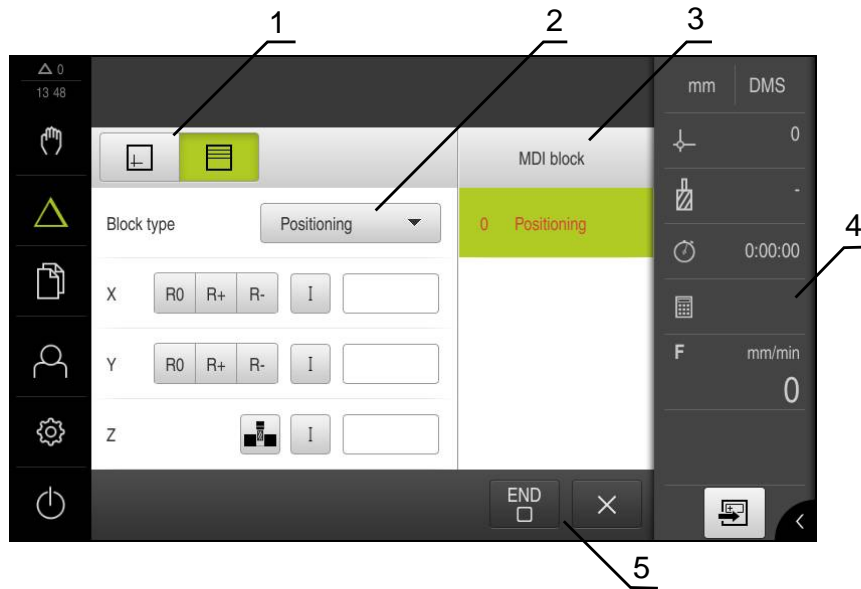 1 2 3
0
13 48
mm DMS
0
MDI block
-
Block type Positioning
0 Positioning
4
0:00:00
X R0 R+ R- I
F mm/min
Y R0 R+ R- I
0
Z I
END
5